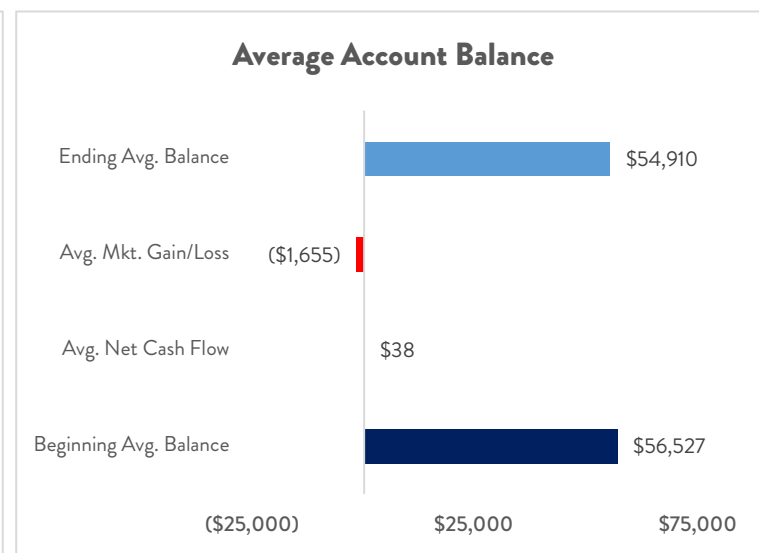 Average Account Balance
Ending Avg. Balance $54,910
Avg. Mkt. Gain/Loss ($1,655)
Avg. Net Cash Flow $38
Beginning Avg. Balance $56,527
($25,000) $25,000 $75,000